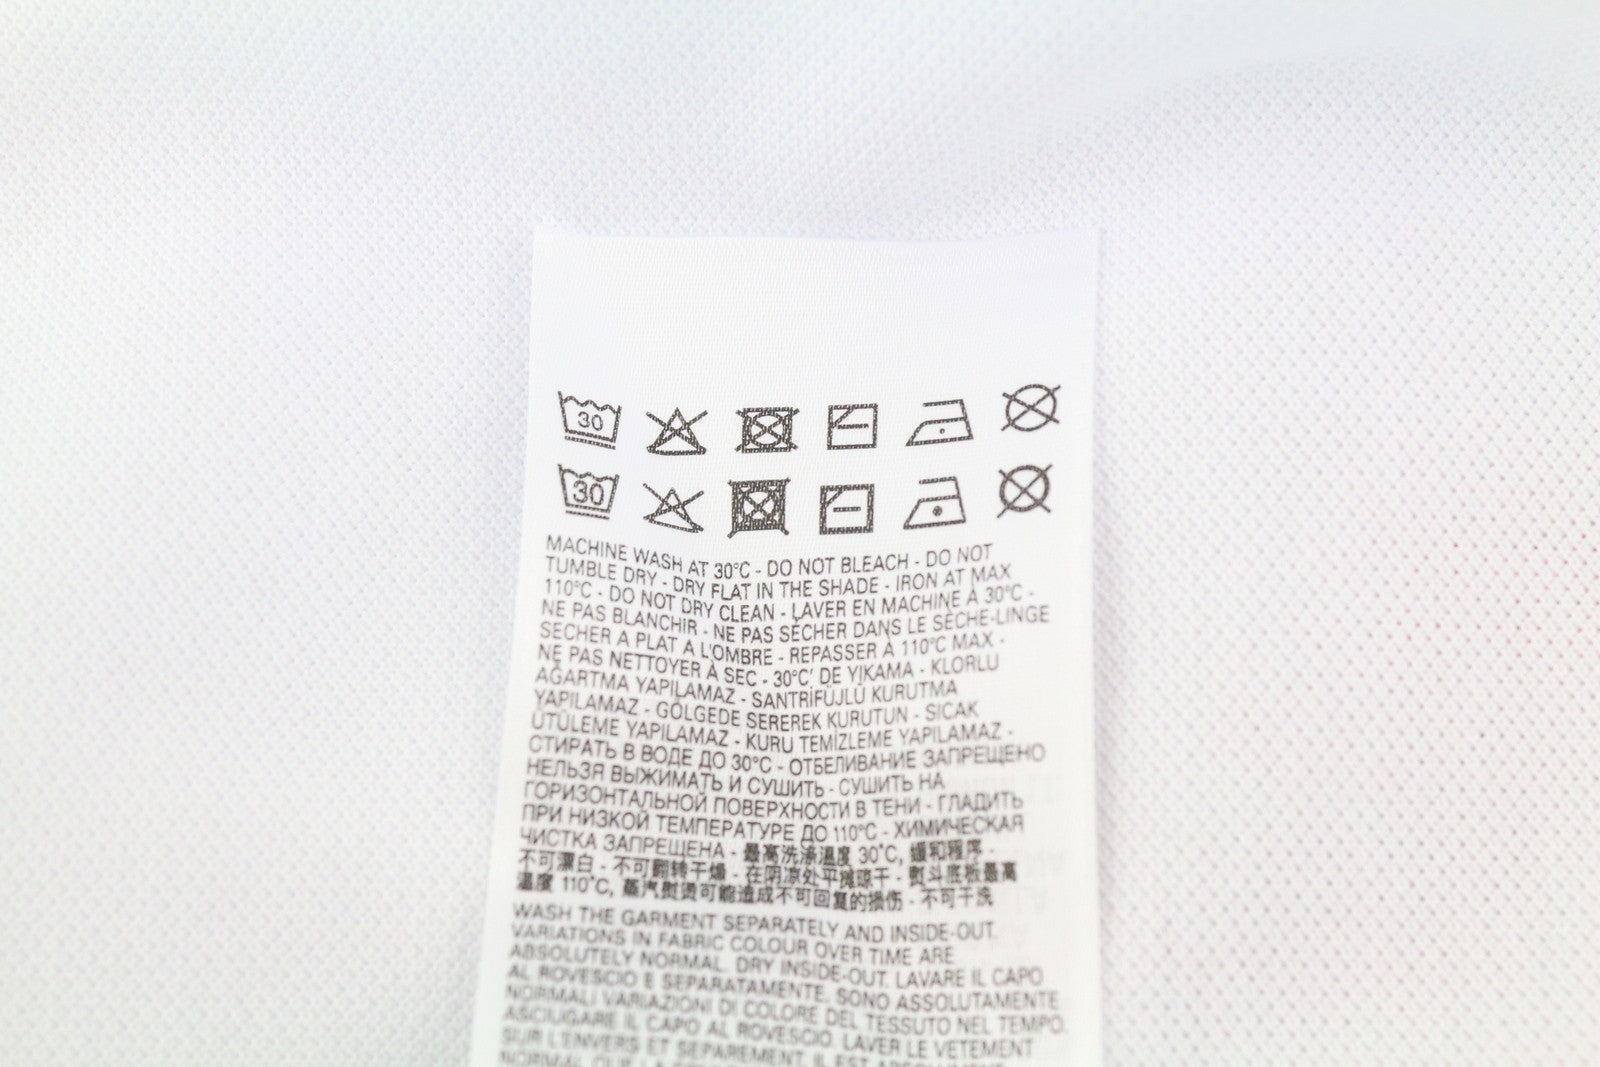 30
30
MACHINE WASH AT 30°C - DO NOT BLEACH - DO NOT
TUMBLE DRY - DRY FLAT IN THE SHADE - IRON AT MAX
110°C - DO NOT DRY CLEAN - LAVER EN MACHINE À 30°C -
NE PAS BLANCHIR - NE PAS SÉCHER DANS LE SÈCHE-LINGE
SECHER A PLAT A L'OMBRE - REPASSER À 110°C MAX -
NE PAS NETTOYER À SEC - 30°C' DE YIKAMA - KLORLU
AĞARTMA YAPILAMAZ - SANTRİFÜJLÜ KURUTMA
YAPILAMAZ - GÖLGEDE SEREREK KURUTUN - SICAK
ÜTÜLEME YAPILAMAZ - KURU TEMİZLEME YAPILAMAZ -
СТИРАТЬ В ВОДЕ ДО 30°C - ОТБЕЛИВАНИЕ ЗАПРЕЩЕНО
НЕЛЬЗЯ ВЫЖИМАТЬ И СУШИТЬ - СУШИТЬ НА
ГОРИЗОНТАЛЬНОЙ ПОВЕРХНОСТИ В ТЕНИ - ГЛАДИТЬ
ПРИ НИЗКОЙ ТЕМПЕРАТУРЕ ДО 110°C - ХИМИЧЕСКАЯ
ЧИСТКА ЗАПРЕЩЕНА - 最高洗涤温度 30°C, 缓和程序 -
不可漂白 - 不可翻转干燥 - 在阴凉处平摊晾干 - 熨斗底板最高
温度 110°C, 蒸汽熨烫可能造成不可回复的损伤 - 不可干洗
WASH THE GARMENT SEPARATELY AND INSIDE-OUT.
VARIATIONS IN FABRIC COLOUR OVER TIME ARE
ABSOLUTELY NORMAL. DRY INSIDE-OUT. LAVARE IL CAPO
AL ROVESCIO E SEPARATAMENTE. SONO ASSOLUTAMENTE
NORMALI VARIAZIONI DI COLORE DEL TESSUTO NEL TEMPO.
ASCIUGARE IL CAPO AL ROVESCIO. LAVER LE VETEMENT
SUR L'ENVERS ET SEPAREMENT. IL EST ABSOLUMENT
NORMAL QUE LA